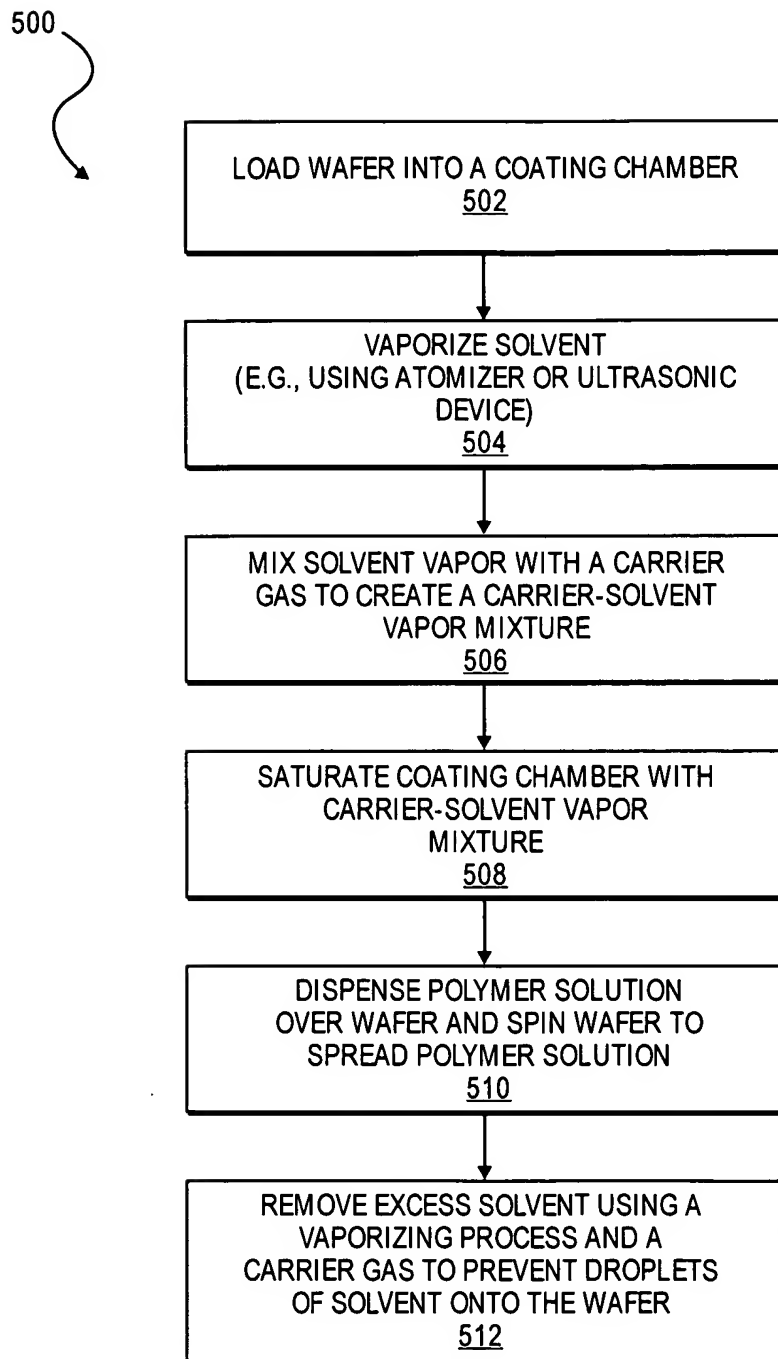 500
LOAD WAFER INTO A COATING CHAMBER
502
VAPORIZE SOLVENT
(E.G., USING ATOMIZER OR ULTRASONIC
DEVICE)
504
MIX SOLVENT VAPOR WITH A CARRIER
GAS TO CREATE A CARRIER-SOLVENT
VAPOR MIXTURE
506
SATURATE COATING CHAMBER WITH
CARRIER-SOLVENT VAPOR
MIXTURE
508
DISPENSE POLYMER SOLUTION
OVER WAFER AND SPIN WAFER TO
SPREAD POLYMER SOLUTION
510
REMOVE EXCESS SOLVENT USING A
VAPORIZING PROCESS AND A
CARRIER GAS TO PREVENT DROPLETS
OF SOLVENT ONTO THE WAFER
512